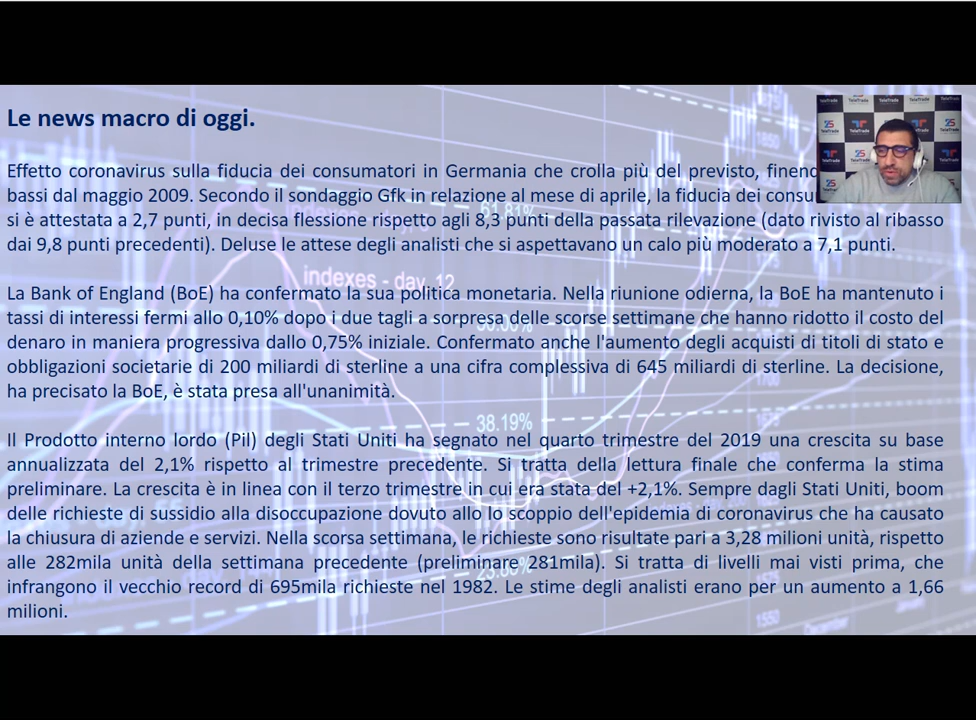 Le news macro di oggi.
Effetto coronavirus sulla fiducia dei consumatori in Germania che crolla più del previsto,
bassi dal maggio 2009. Secondo il sondaggio Gfk in relazione al mese di aprile, la fiducia dei
si è attestata a 2,7 punti, in decisa flessione rispetto agli 8,3 punti della passata rilevazione (dato rivisto al ribasso
dai 9,8 punti precedenti). Deluse le attese degli analisti che si aspettavano un calo più moderato a 7,1 punti.
La Bank of England (BoE) ha confermato la sua politica monetaria. Nella riunione odierna, la BoE ha mantenuto i
tassi di interessi fermi allo 0,10% dopo i due tagli a sorpresa delle scorse settimane che hanno ridotto il costo del
denaro in maniera progressiva dallo 0,75% iniziale. Confermato anche l'aumento degli acquisti di titoli di stato e
obbligazioni societarie di 200 miliardi di sterline a una cifra complessiva di 645 miliardi di sterline. La decisione,
ha precisato la BoE, è stata presa all'unanimità.
Il Prodotto interno lordo (Pil) degli Stati Uniti ha segnato nel quarto trimestre del 2019 una crescita su base
annualizzata del 2,1% rispetto al trimestre precedente. Si tratta della lettura finale che conferma la stima
preliminare. La crescita è in linea con il terzo trimestre in cui era stata del +2,1%. Sempre dagli Stati Uniti, boom
delle richieste di sussidio alla disoccupazione dovuto allo lo scoppio dell'epidemia di coronavirus che ha causato
la chiusura di aziende e servizi. Nella scorsa settimana, le richieste sono risultate pari a 3,28 milioni unità, rispetto
alle 282mila unità della settimana precedente (preliminare 281mila). Si tratta di livelli mai visti prima, che
infrangono il vecchio record di 695mila richieste nel 1982. Le stime degli analisti erano per un aumento a 1,66
milioni.
indexes - day 12
38.19%
TeleTrade
25